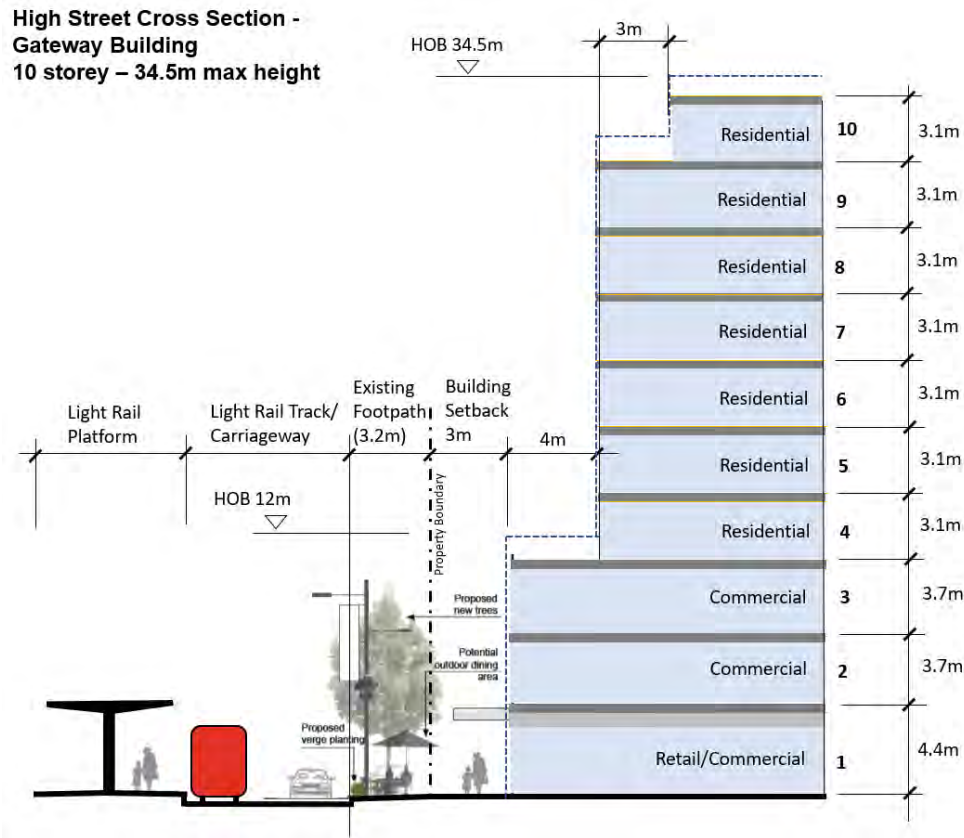 High Street Cross Section -
Gateway Building
10 storey – 34.5m max height
HOB 34.5m
3m
Residential 10 3.1m
Residential 9 3.1m
Residential 8 3.1m
Residential 7 3.1m
Residential 6 3.1m
Residential 5 3.1m
Residential 4 3.1m
Commercial 3 3.7m
Commercial 2 3.7m
Retail/Commercial 1 4.4m
Light Rail
Platform
Light Rail Track/
Carriageway
Existing
Footpath
(3.2m)
Building
Setback
3m
4m
HOB 12m
Property Boundary
Proposed
new trees
Potential
outdoor dining
area
Proposed
verge planting